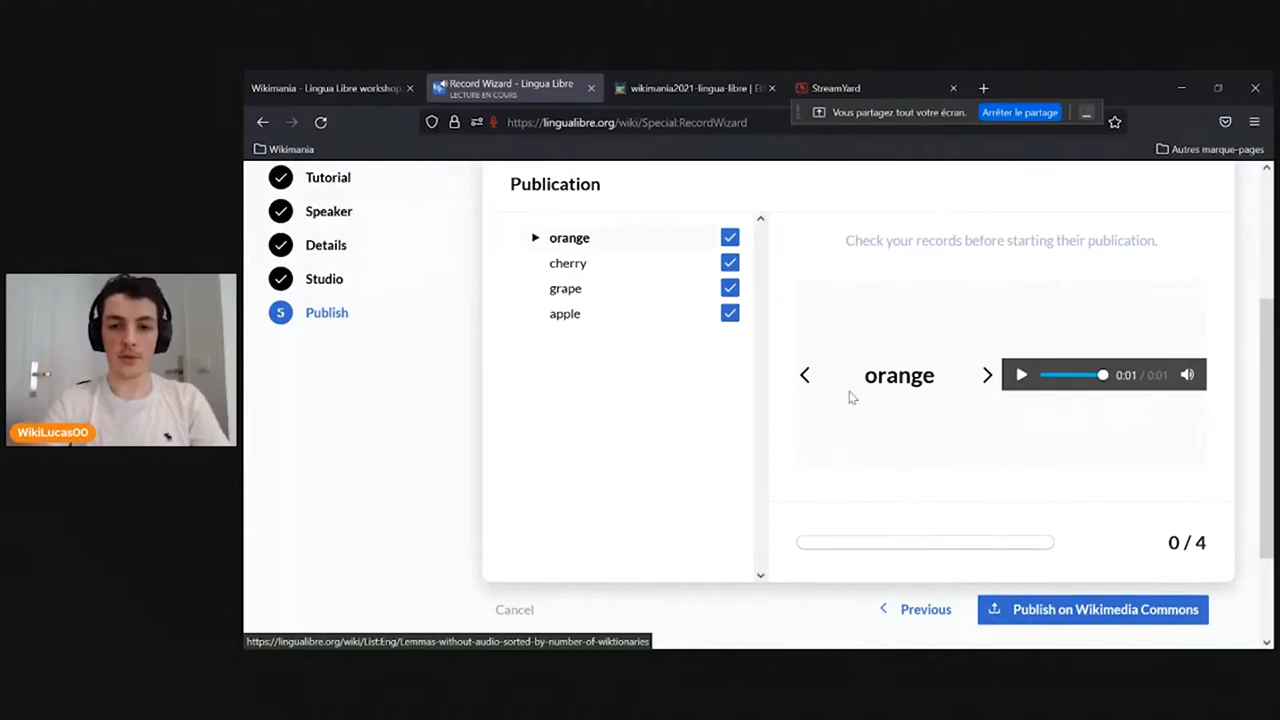 Wikimania - Lingua Libre workshop
Record Wizard - Lingua Libre
LECTURE EN COURS
wikimania2021-lingua-libre |
StreamYard
Vous partagez tout votre écran.
Arrêter le partage
https://lingualibre.org/wiki/Special:RecordWizard
Wikimania
Autres marque-pages
Tutorial
Speaker
Details
Studio
5 Publish
Publication
orange
cherry
grape
apple
Check your records before starting their publication.
orange
0:01 / 0:01
0 / 4
Cancel
Previous
Publish on Wikimedia Commons
https://lingualibre.org/wiki/List:Eng/Lemmas-without-audio-sorted-by-number-of-wiktionaries
WikiLucas00